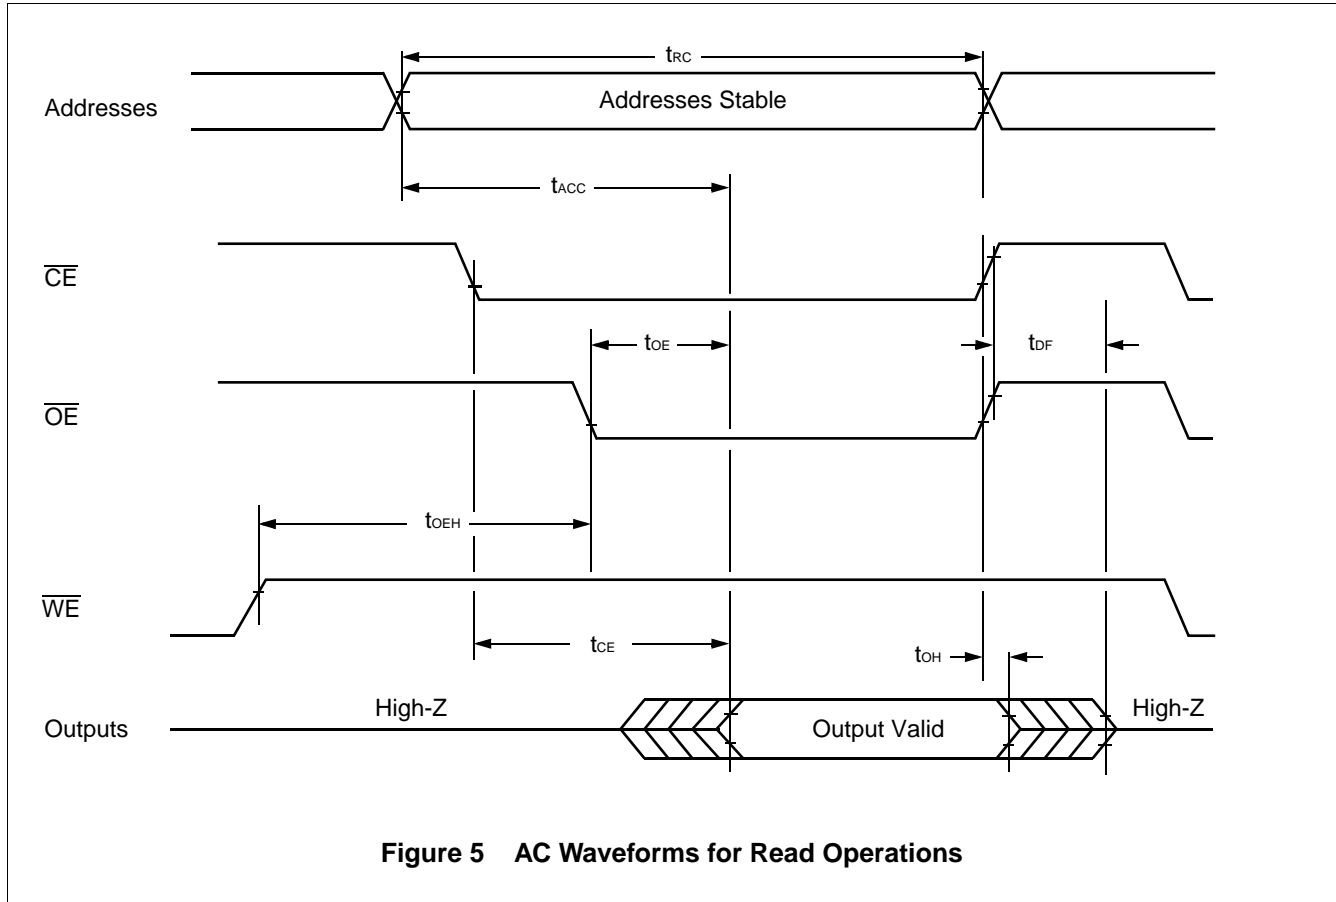 tRC
Addresses
Addresses Stable
tACC
CE
tOE
tDF
OE
tOEH
WE
tCE
tOH
High-Z
High-Z
Outputs
Output Valid
Figure 5 AC Waveforms for Read Operations